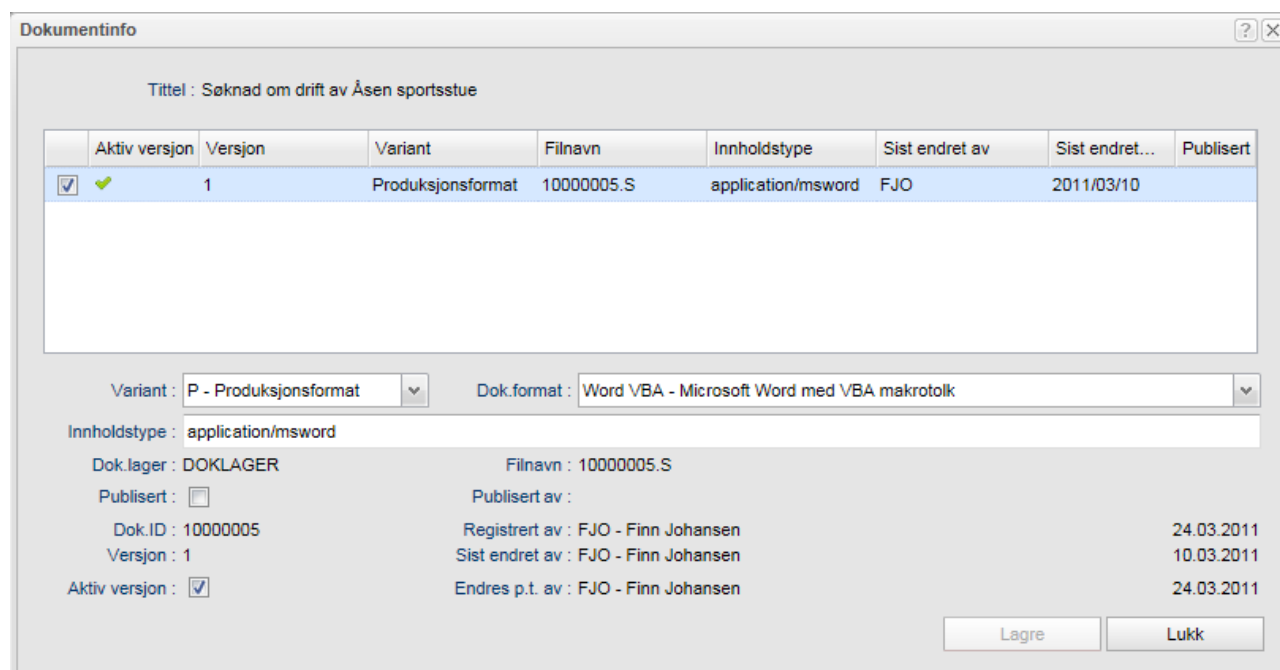 Dokumentinfo
Tittel : Søknad om drift av Åsen sportsstue
Aktiv versjon Versjon Variant Filnavn Innholdstype Sist endret av Sist endret... Publisert
1 Produksjonsformat 10000005.S application/msword FJO 2011/03/10
Variant : P - Produksjonsformat Dok.format : Word VBA - Microsoft Word med VBA makrotolk
Innholdstype : application/msword
Dok.lager : DOKLAGER Filnavn : 10000005.S
Publisert : Publisert av :
Dok.ID : 10000005 Registrert av : FJO - Finn Johansen 24.03.2011
Versjon : 1 Sist endret av : FJO - Finn Johansen 10.03.2011
Aktiv versjon : Endres p.t. av : FJO - Finn Johansen 24.03.2011
Lagre Lukk